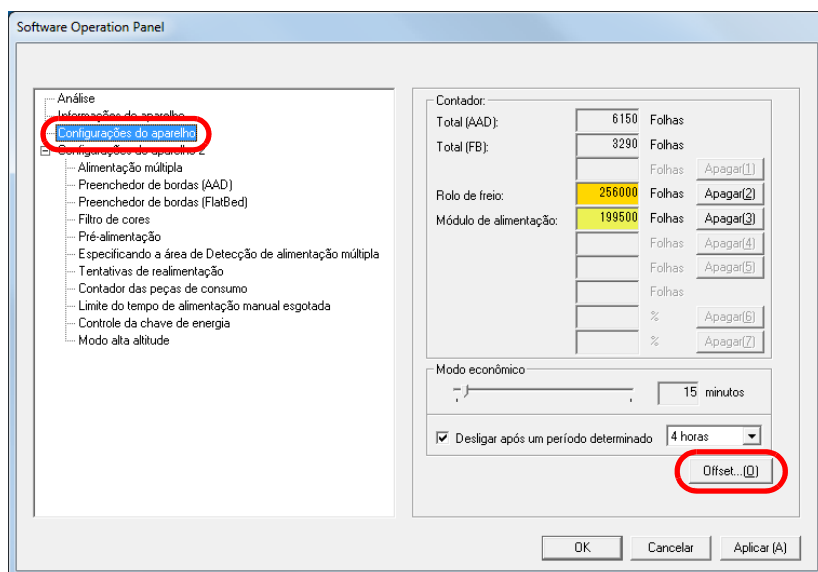 Software Operation Panel
Análise
Informações do aparelho
Configurações do aparelho
Configurações do aparelho 2
Alimentação múltipla
Preenchedor de bordas (AAD)
Preenchedor de bordas (FlatBed)
Filtro de cores
Pré-alimentação
Especificando a área de Detecção de alimentação múltipla
Tentativas de realimentação
Contador das peças de consumo
Limite do tempo de alimentação manual esgotada
Controle da chave de energia
Modo alta altitude
Contador:
Total (AAD): 6150 Folhas
Total (FB): 3290 Folhas
Folhas Apagar(1)
Rolo de freio: 256000 Folhas Apagar(2)
Módulo de alimentação: 199500 Folhas Apagar(3)
Folhas Apagar(4)
Folhas Apagar(5)
Folhas
% Apagar(6)
% Apagar(7)
Modo econômico
15 minutos
Desligar após um período determinado 4 horas
Offset...(O)
OK Cancelar Aplicar (A)